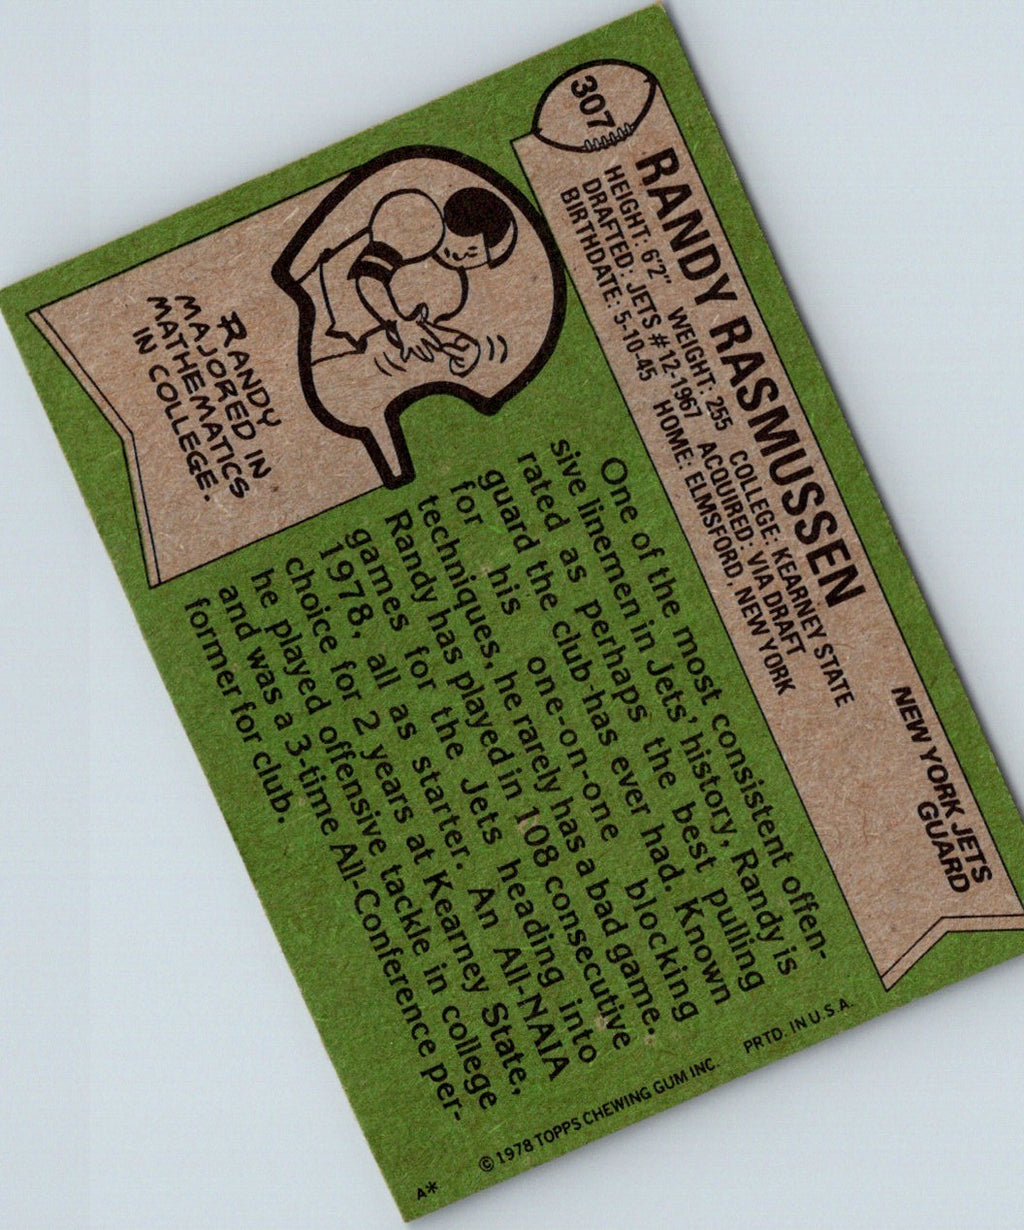 307
RANDY RASMUSSEN
HEIGHT: 6'2" WEIGHT: 255 COLLEGE: KEARNEY STATE
DRAFTED: JETS #12-1967 ACQUIRED: VIA DRAFT
BIRTHDATE: 5-10-45 HOME: ELMSFORD, NEW YORK
NEW YORK JETS
GUARD
RANDY
MAJORED IN
MATHEMATICS
IN COLLEGE.
One of the most consistent offen-
sive linemen in Jets' history, Randy is
rated as perhaps the best pulling
guard the club has ever had. Known
for his one-on-one blocking
techniques, he rarely has a bad game.
Randy has played in 108 consecutive
games for the Jets heading into
1978, all as starter. An All-NAIA
choice for 2 years at Kearney State,
he played offensive tackle in college
and was a 3-time All-Conference per-
former for club.
A* © 1978 TOPPS CHEWING GUM INC. PRTD. IN U.S.A.